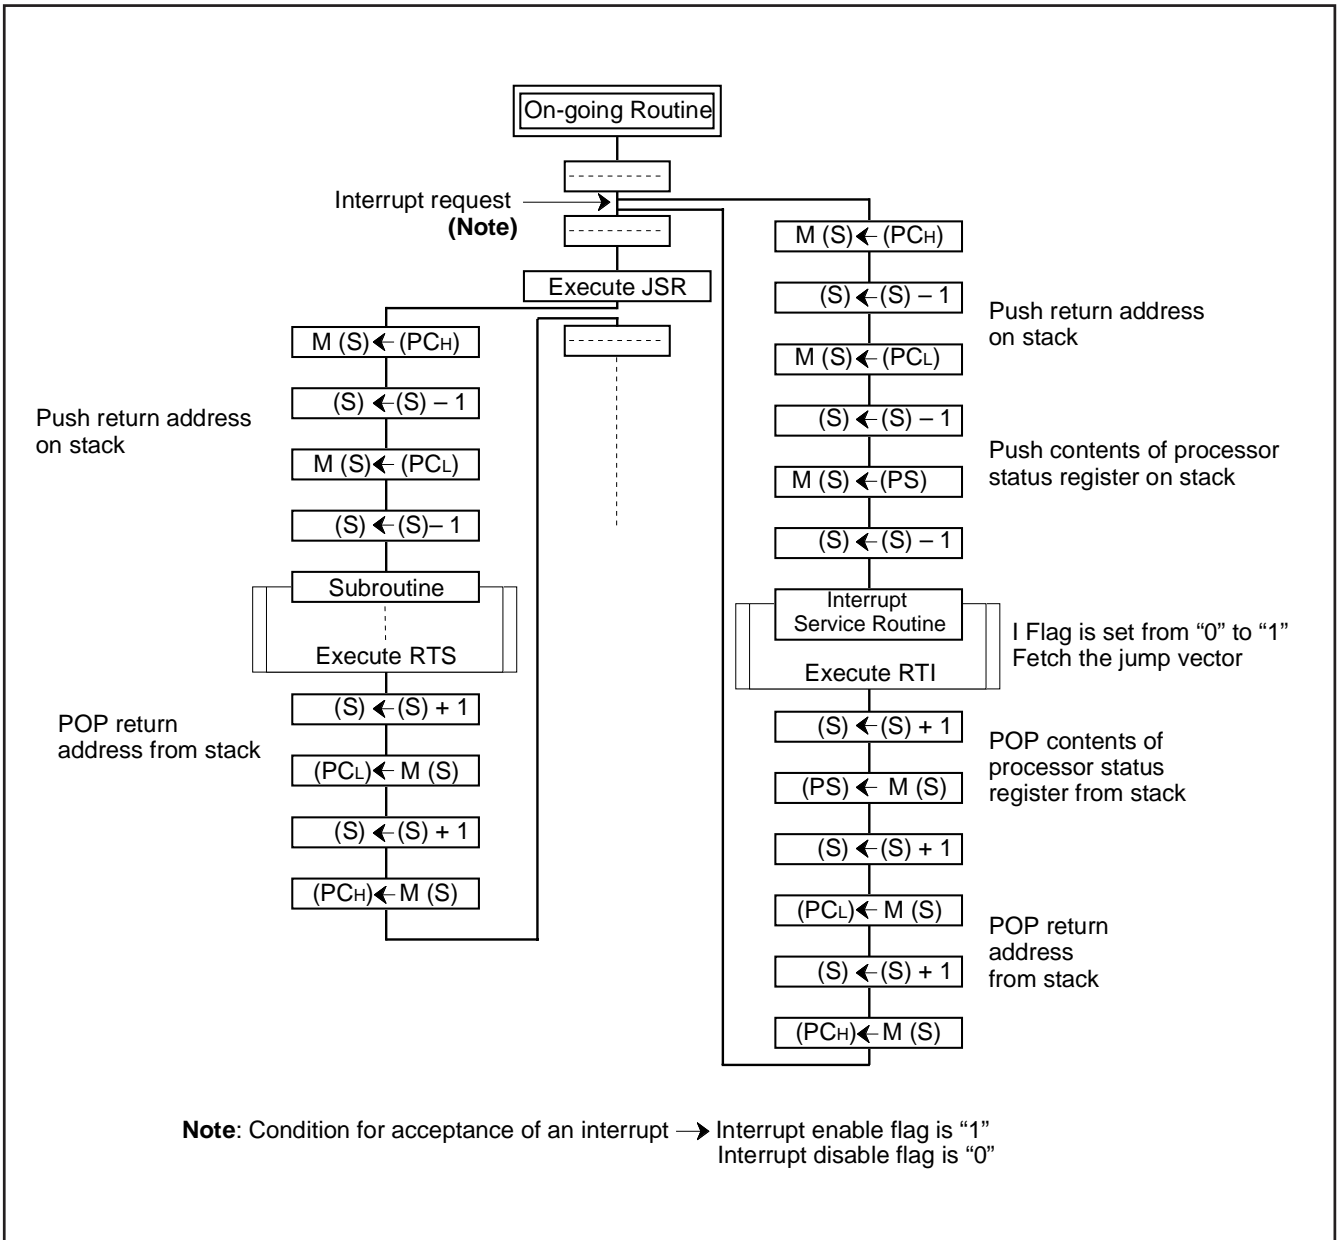 On-going Routine
Interrupt request
(Note)
Execute JSR
M (S) ← (PCH)
(S) ← (S) – 1
M (S) ← (PCL)
(S) ← (S)– 1
Push return address
on stack
Subroutine
Execute RTS
POP return
address from stack
(S) ← (S) + 1
(PCL) ← M (S)
(S) ← (S) + 1
(PCH) ← M (S)
M (S) ← (PCH)
(S) ← (S) – 1
M (S) ← (PCL)
(S) ← (S) – 1
M (S) ← (PS)
(S) ← (S) – 1
Push return address
on stack
Push contents of processor
status register on stack
Interrupt
Service Routine
Execute RTI
I Flag is set from “0” to “1”
Fetch the jump vector
(S) ← (S) + 1
(PS) ← M (S)
(S) ← (S) + 1
(PCL) ← M (S)
(S) ← (S) + 1
(PCH) ← M (S)
POP contents of
processor status
register from stack
POP return
address
from stack
Note: Condition for acceptance of an interrupt → Interrupt enable flag is “1”
Interrupt disable flag is “0”